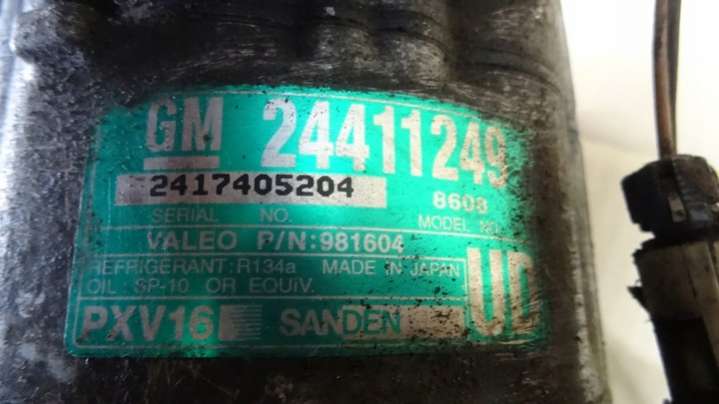 GM 24411249
2417405204 8608
SERIAL NO. MODEL NO.
VALEO P/N:981604
REFRIGERANT:R134a MADE IN JAPAN
OIL: SP-10 OR EQUIV.
PXV16 SANDEN UD